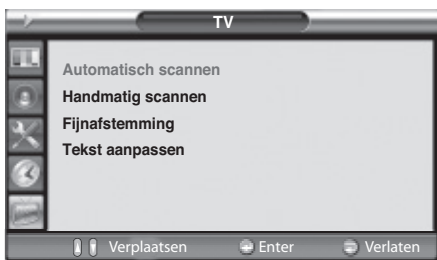 TV
Automatisch scannen
Handmatig scannen
Fijnafstemming
Tekst aanpassen
Verplaatsen Enter Verlaten